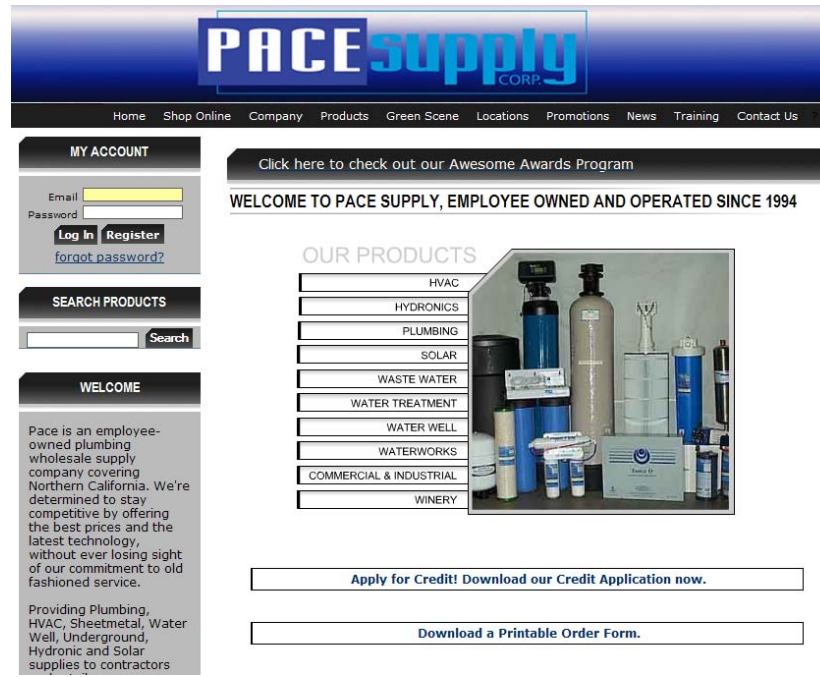 PACE supply
CORP.
Home Shop Online Company Products Green Scene Locations Promotions News Training Contact Us
MY ACCOUNT
Email
Password
Log In Register
forgot password?
SEARCH PRODUCTS
Search
WELCOME
Pace is an employee-
owned plumbing
wholesale supply
company covering
Northern California. We're
determined to stay
competitive by offering
the best prices and the
latest technology,
without ever losing sight
of our commitment to old
fashioned service.
Providing Plumbing,
HVAC, Sheetmetal, Water
Well, Underground,
Hydronic and Solar
supplies to contractors
Click here to check out our Awesome Awards Program
WELCOME TO PACE SUPPLY, EMPLOYEE OWNED AND OPERATED SINCE 1994
OUR PRODUCTS
HVAC
HYDRONICS
PLUMBING
SOLAR
WASTE WATER
WATER TREATMENT
WATER WELL
WATERWORKS
COMMERCIAL & INDUSTRIAL
WINERY
Apply for Credit! Download our Credit Application now.
Download a Printable Order Form.